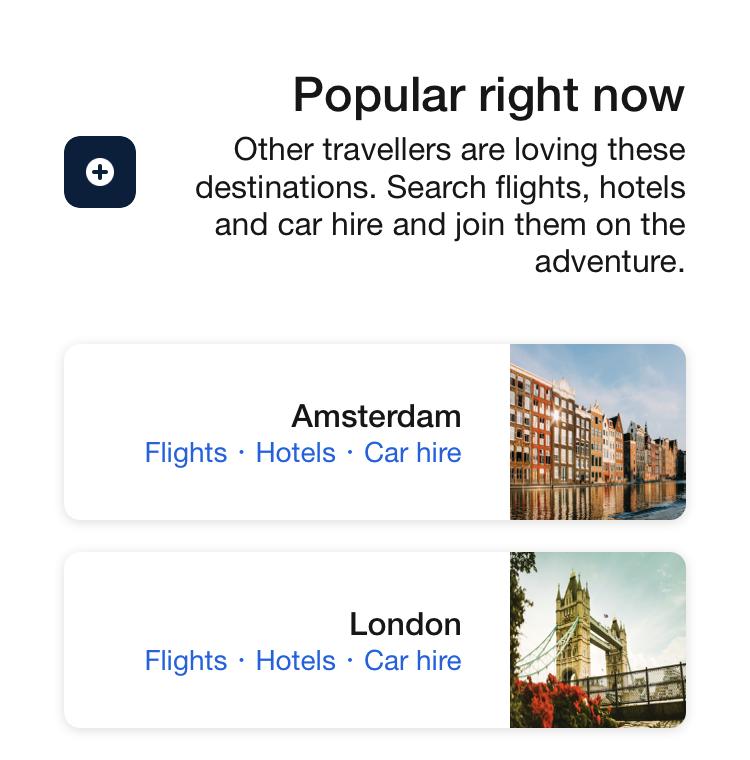 Popular right now
Other travellers are loving these
destinations. Search flights, hotels
and car hire and join them on the
adventure.
Amsterdam
Flights · Hotels · Car hire
London
Flights · Hotels · Car hire